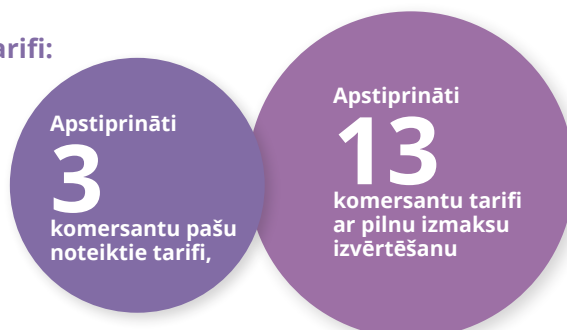 arifi:
Apstiprināti
3
komersantu pašu
noteiktie tarifi,
Apstiprināti
13
komersantu tarifi
ar pilnu izmaksu
izvērtēšanu